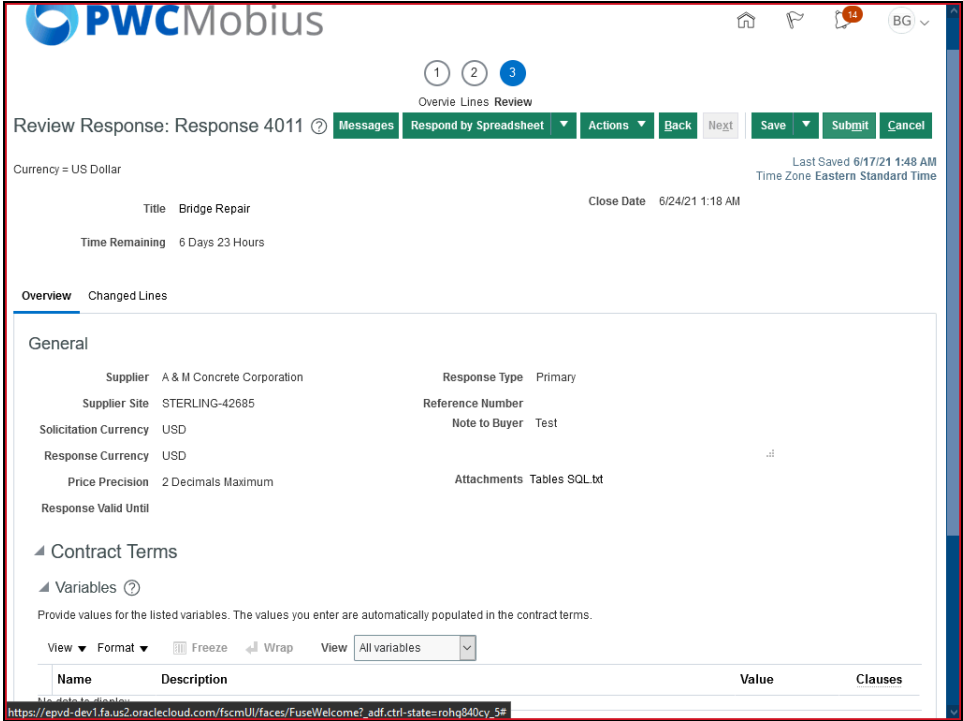 PWCMobius
14
BG
1 2 3
Overvie Lines Review
Review Response: Response 4011 ? Messages Respond by Spreadsheet Actions Back Next Save Submit Cancel
Currency = US Dollar
Last Saved 6/17/21 1:48 AM
Time Zone Eastern Standard Time
Title Bridge Repair
Close Date 6/24/21 1:18 AM
Time Remaining 6 Days 23 Hours
Overview Changed Lines
General
Supplier A & M Concrete Corporation
Response Type Primary
Supplier Site STERLING-42685
Reference Number
Solicitation Currency USD
Note to Buyer Test
Response Currency USD
Price Precision 2 Decimals Maximum
Attachments Tables SQL.txt
Response Valid Until
Contract Terms
Variables ?
Provide values for the listed variables. The values you enter are automatically populated in the contract terms.
View Format Freeze Wrap View All variables
Name Description Value Clauses
No data to display
https://epvd-dev1.fa.us2.oraclecloud.com/fscmUI/faces/FuseWelcome?_adf.ctrl-state=rohq840cy_5#